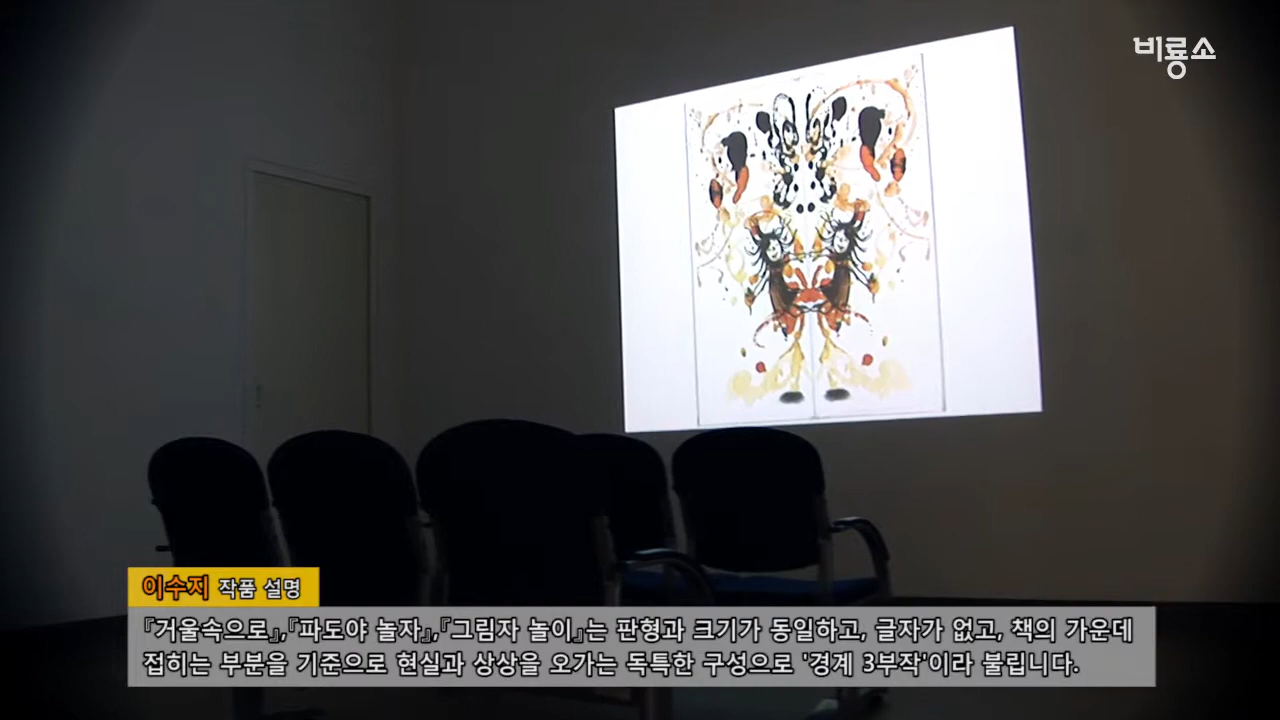 비룡소
이수지 작품 설명
『거울속으로』,『파도야 놀자』,『그림자 놀이』는 판형과 크기가 동일하고, 글자가 없고, 책의 가운데
접히는 부분을 기준으로 현실과 상상을 오가는 독특한 구성으로 '경계 3부작'이라 불립니다.